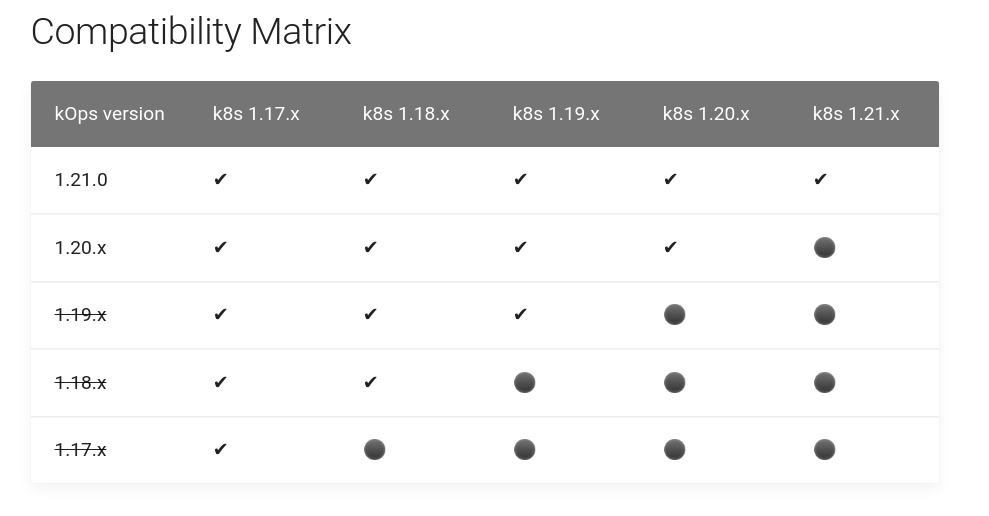 Compatibility Matrix
kOps version k8s 1.17.x k8s 1.18.x k8s 1.19.x k8s 1.20.x k8s 1.21.x
1.21.0 ✔ ✔ ✔ ✔ ✔
1.20.x ✔ ✔ ✔ ✔ ⚫
1.19.x ✔ ✔ ✔ ⚫ ⚫
1.18.x ✔ ✔ ⚫ ⚫ ⚫
1.17.x ✔ ⚫ ⚫ ⚫ ⚫